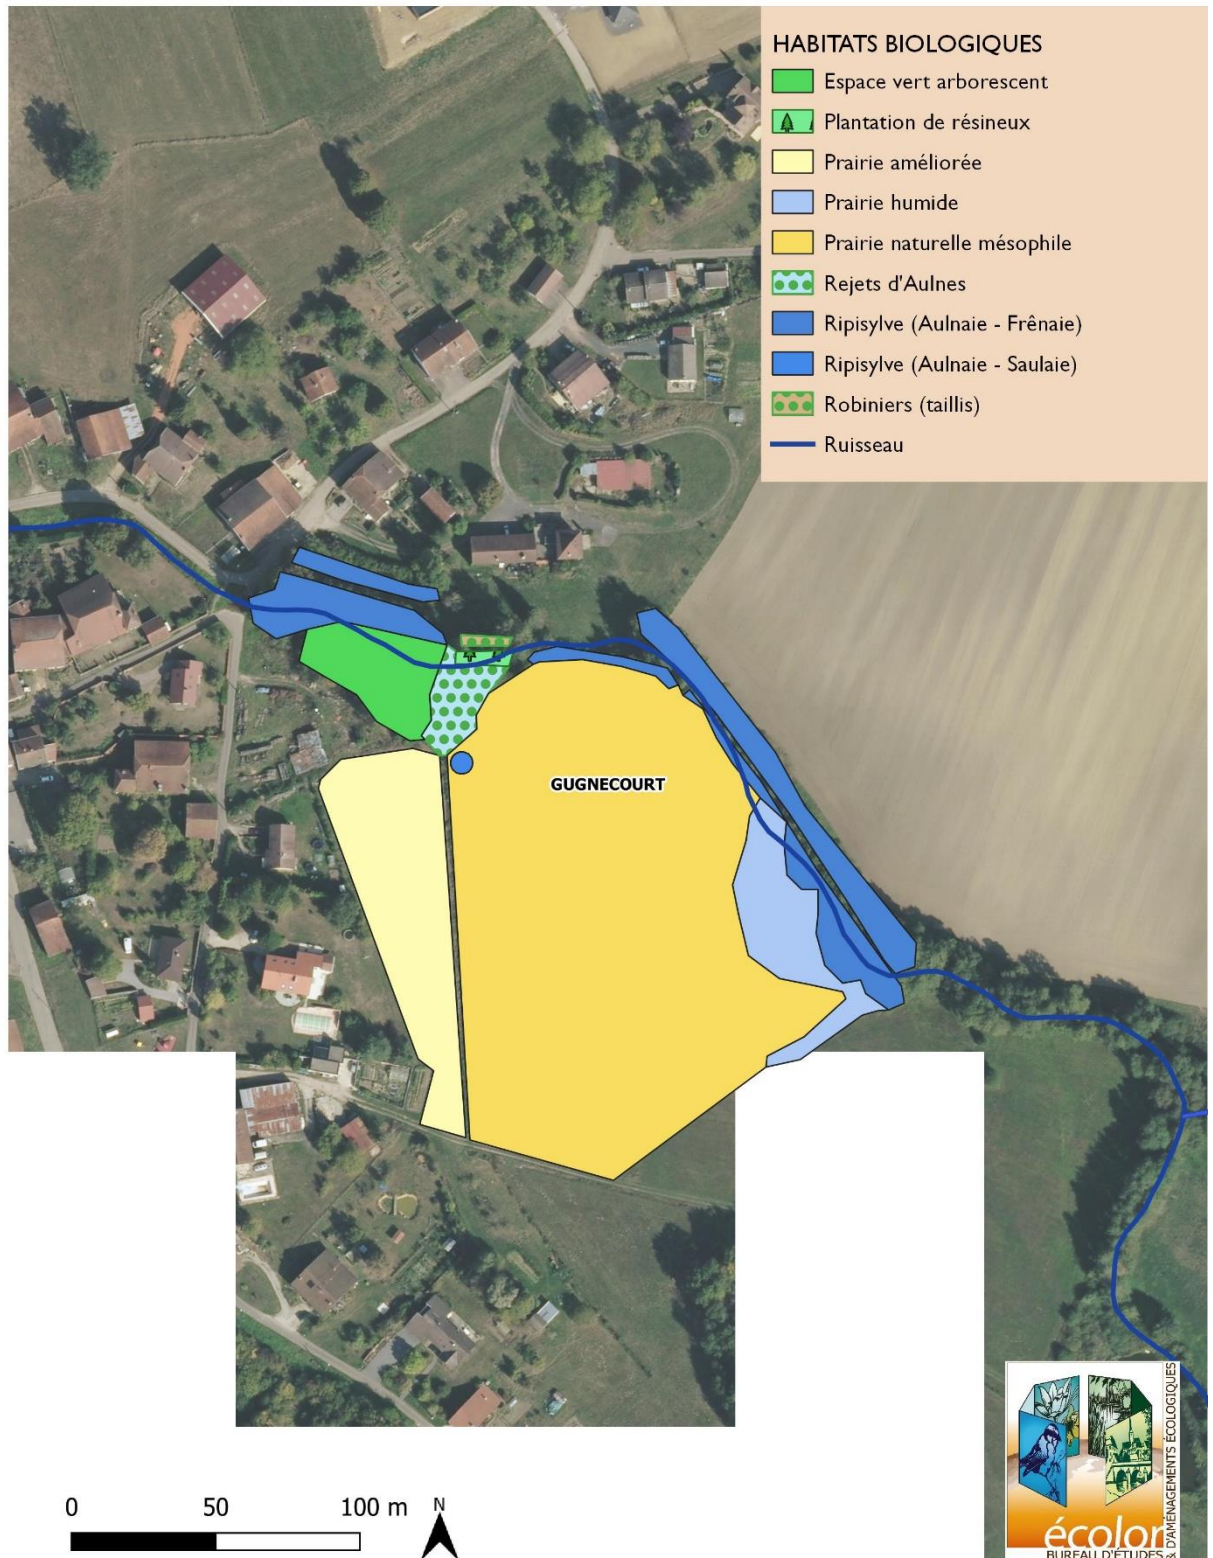 HABITATS BIOLOGIQUES
Espace vert arborescent
Plantation de résineux
Prairie améliorée
Prairie humide
Prairie naturelle mésophile
Rejets d'Aulnes
Ripisylve (Aulnaie - Frênaie)
Ripisylve (Aulnaie - Saulaie)
Robiniers (taillis)
Ruisseau
GUGNECOURT
0 50 100 m
N
écolor
BUREAU D'ÉTUDES
& D'AMÉNAGEMENTS ÉCOLOGIQUES